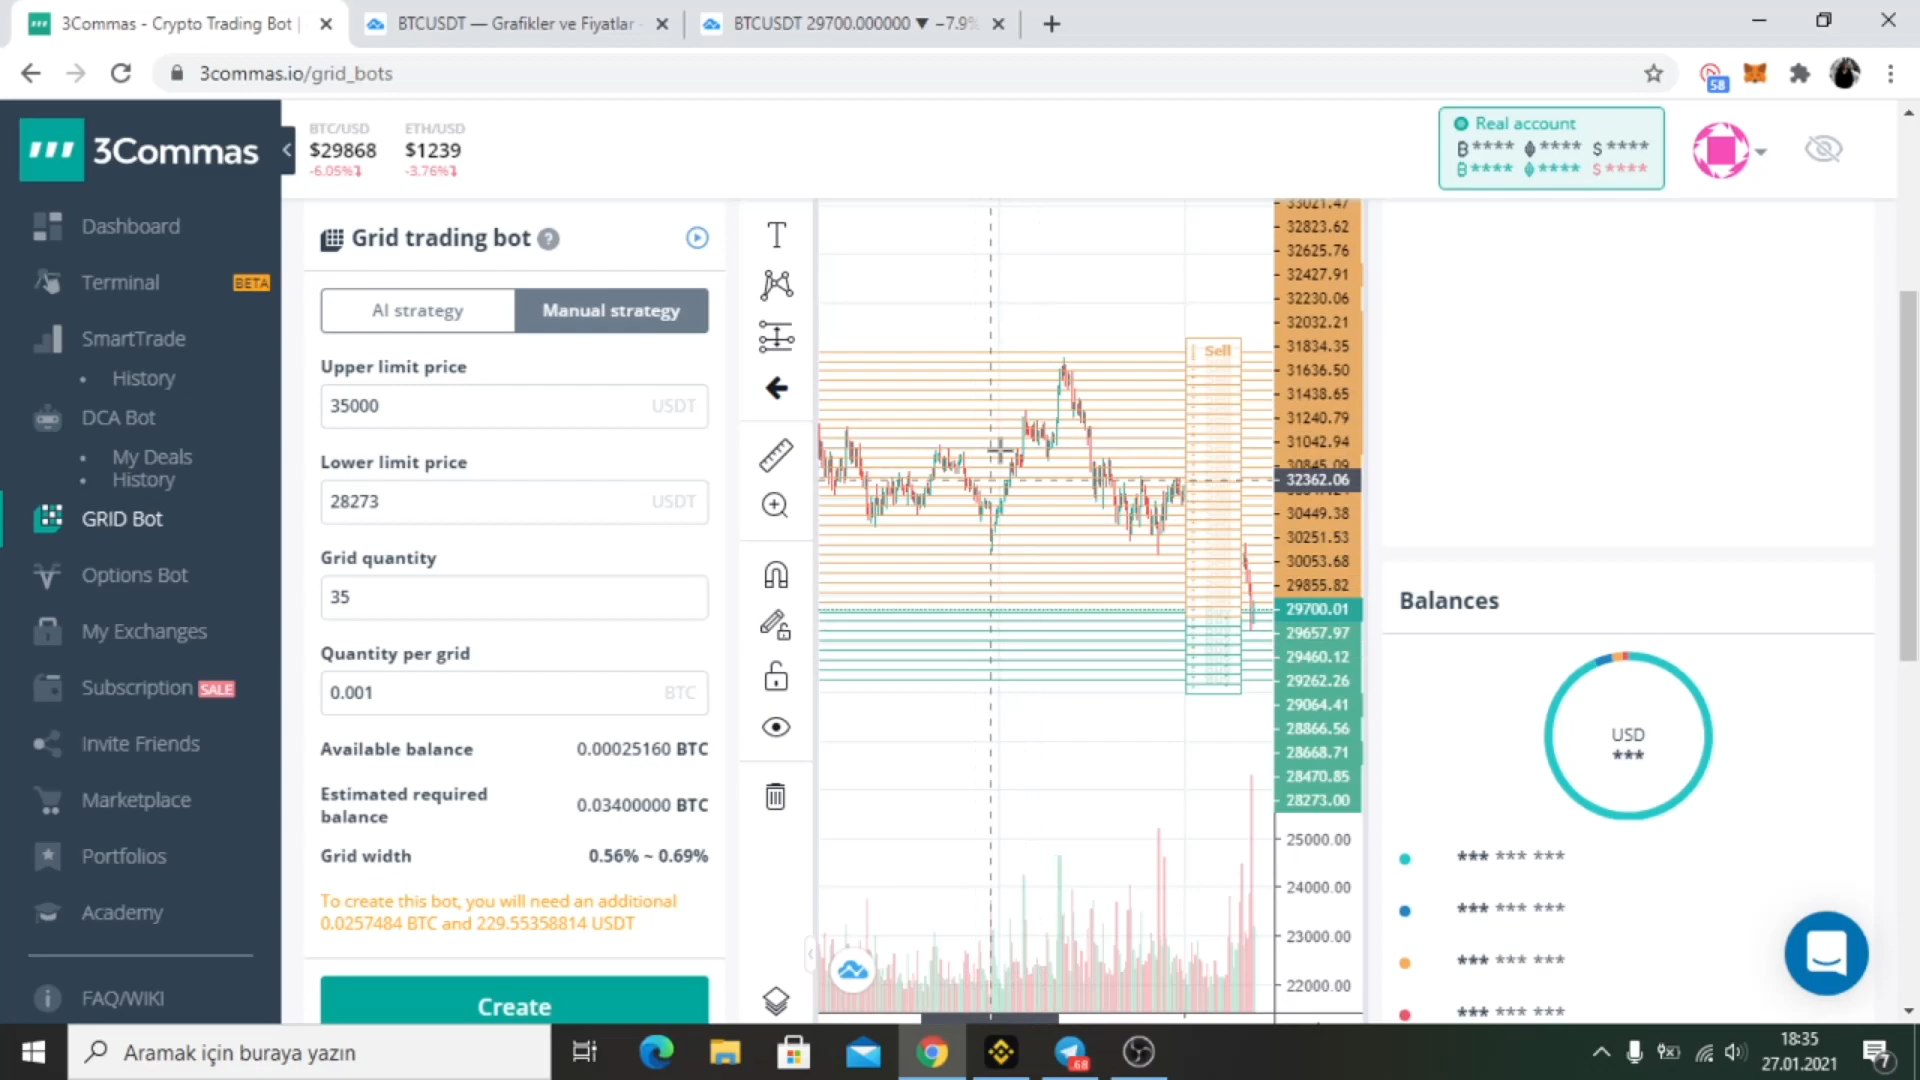 3Commas - Crypto Trading Bot |
BTCUSDT — Grafikler ve Fiyatlar -
BTCUSDT 29700.000000 ▼ −7.9%
3commas.io/grid_bots
58
3Commas
BTC/USD
$29868
-6.05%
ETH/USD
$1239
-3.76%
Real account
B **** **** $ ****
B **** **** $ ****
Dashboard
Terminal
BETA
SmartTrade
History
DCA Bot
My Deals
History
GRID Bot
Options Bot
My Exchanges
Subscription
SALE
Invite Friends
Marketplace
Portfolios
Academy
FAQ/WIKI
Grid trading bot ?
AI strategy
Manual strategy
Upper limit price
35000 USDT
Lower limit price
28273 USDT
Grid quantity
35
Quantity per grid
0.001 BTC
Available balance 0.00025160 BTC
Estimated required
balance
0.03400000 BTC
Grid width 0.56% ~ 0.69%
To create this bot, you will need an additional
0.0257484 BTC and 229.55358814 USDT
Create
T
Sell
33021.47
32823.62
32625.76
32427.91
32230.06
32032.21
31834.35
31636.50
31438.65
31240.79
31042.94
30845.09
32362.06
30449.38
30251.53
30053.68
29855.82
29700.01
29657.97
29460.12
29262.26
29064.41
28866.56
28668.71
28470.85
28273.00
25000.00
24000.00
23000.00
22000.00
Balances
USD
***
*** *** ***
*** *** ***
*** *** ***
*** *** ***
Aramak için buraya yazın
68
18:35
27.01.2021
7